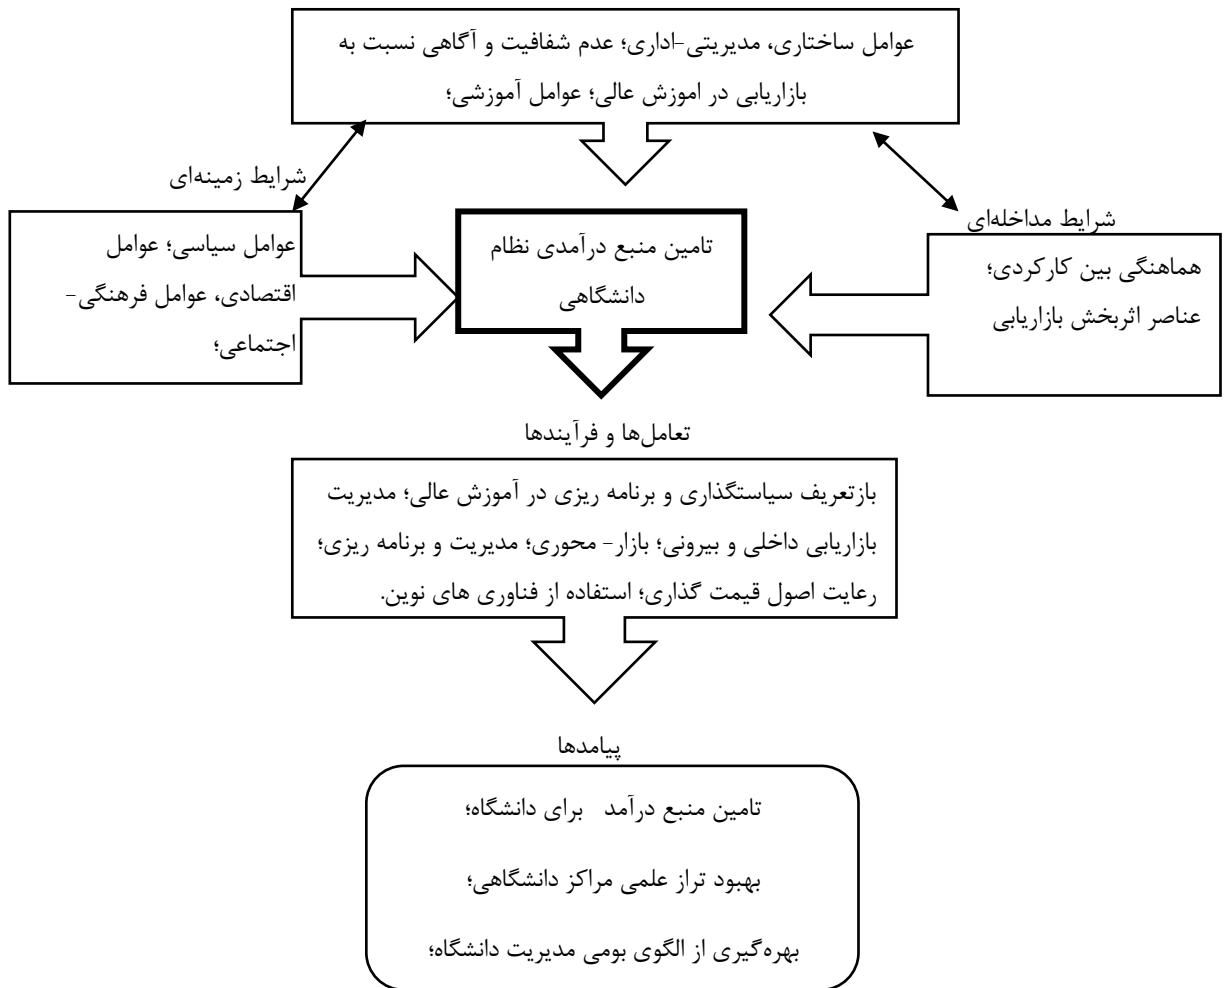 عوامل ساختاری، مدیریتی-اداری؛ عدم شفافیت و آگاهی نسبت به
بازاریابی در اموزش عالی؛ عوامل آموزشی؛
شرایط زمینه‌ای
شرایط مداخله‌ای
هماهنگی بین کارکردی؛
عناصر اثربخش بازاریابی
تامین منبع درآمدی نظام
دانشگاهی
عوامل سیاسی؛ عوامل
اقتصادی، عوامل فرهنگی-
اجتماعی؛
تعامل‌ها و فرآیندها
بازتعریف سیاستگذاری و برنامه ریزی در آموزش عالی؛ مدیریت
بازاریابی داخلی و بیرونی؛ بازار- محوری؛ مدیریت و برنامه ریزی؛
رعایت اصول قیمت گذاری؛ استفاده از فناوری های نوین.
پیامدها
تامین منبع درآمد برای دانشگاه؛
بهبود تراز علمی مراکز دانشگاهی؛
بهره‌گیری از الگوی بومی مدیریت دانشگاه؛